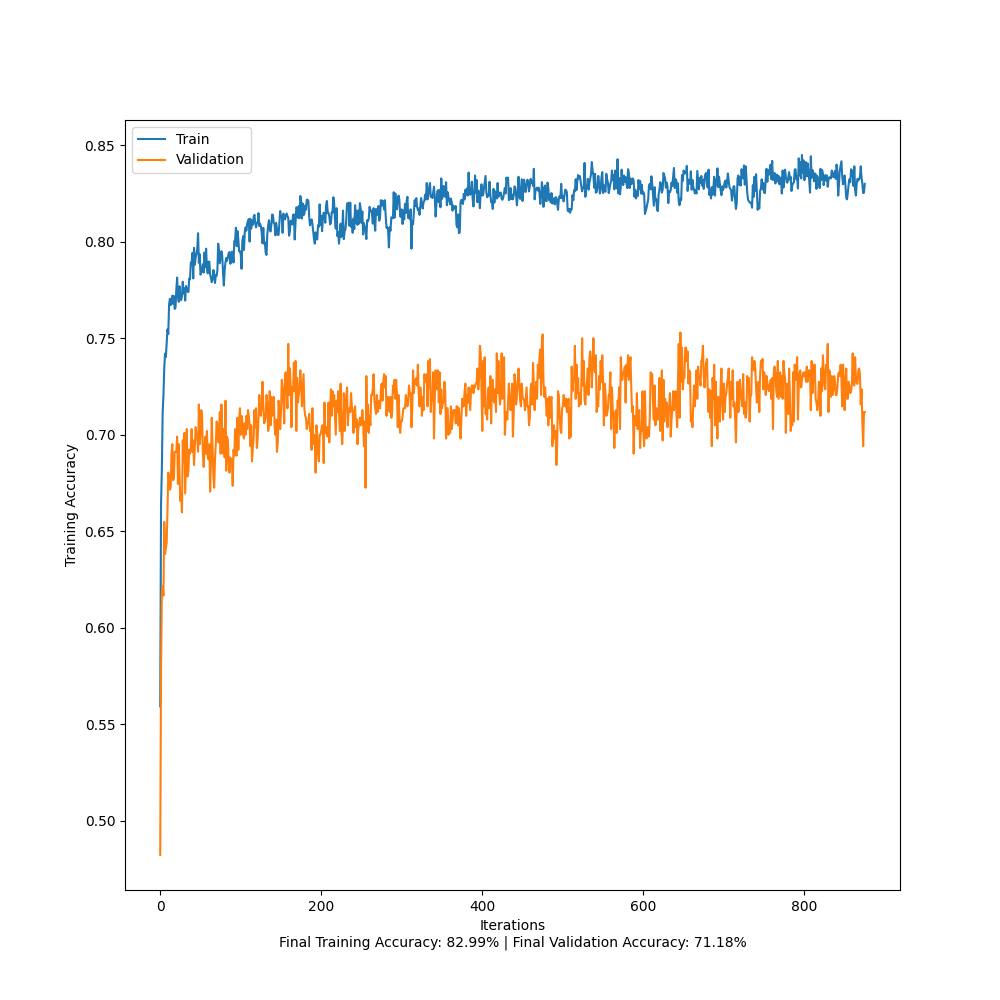 Train
Validation
0.85
0.80
0.75
0.70
0.65
0.60
0.55
0.50
Training Accuracy
0 200 400 600 800
Iterations
Final Training Accuracy: 82.99% | Final Validation Accuracy: 71.18%